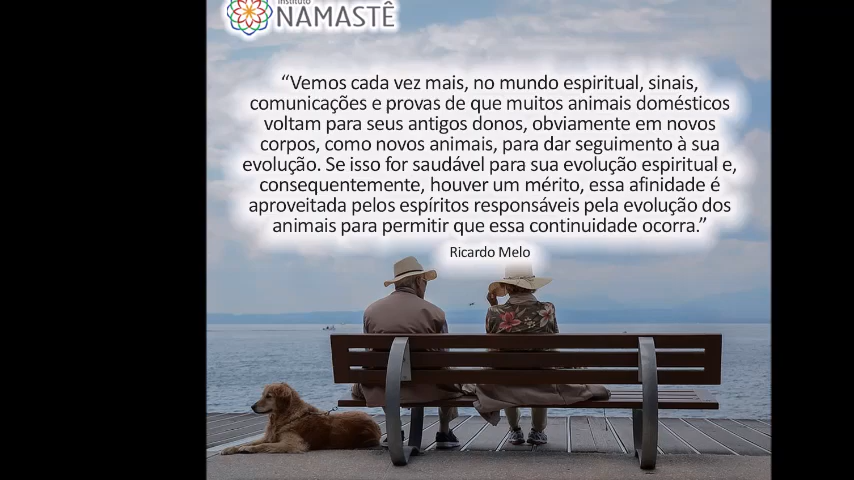 Instituto
NAMASTÊ
“Vemos cada vez mais, no mundo espiritual, sinais,
comunicações e provas de que muitos animais domésticos
voltam para seus antigos donos, obviamente em novos
corpos, como novos animais, para dar seguimento à sua
evolução. Se isso for saudável para sua evolução espiritual e,
consequentemente, houver um mérito, essa afinidade é
aproveitada pelos espíritos responsáveis pela evolução dos
animais para permitir que essa continuidade ocorra.”
Ricardo Melo